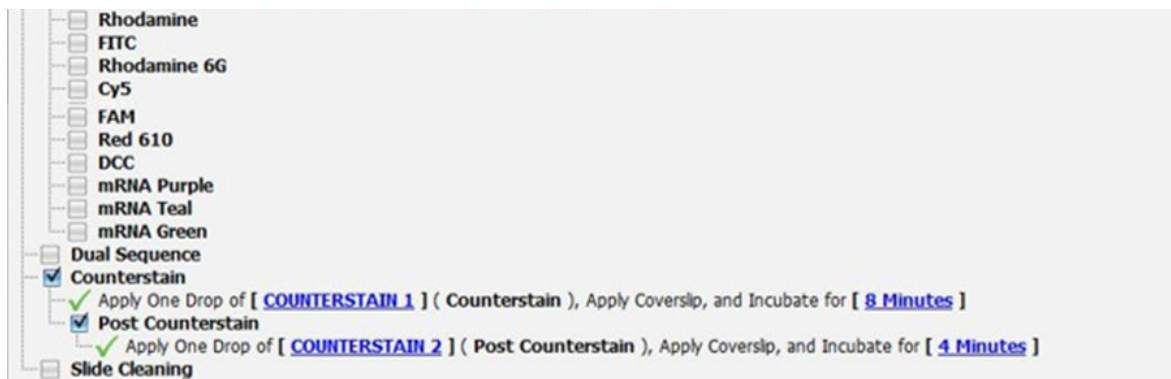 Rhodamine
FITC
Rhodamine 6G
Cy5
FAM
Red 610
DCC
mRNA Purple
mRNA Teal
mRNA Green
Dual Sequence
Counterstain
Apply One Drop of [ COUNTERSTAIN 1 ] ( Counterstain ), Apply Coverslip, and Incubate for [ 8 Minutes ]
Post Counterstain
Apply One Drop of [ COUNTERSTAIN 2 ] ( Post Counterstain ), Apply Coverslip, and Incubate for [ 4 Minutes ]
Slide Cleaning